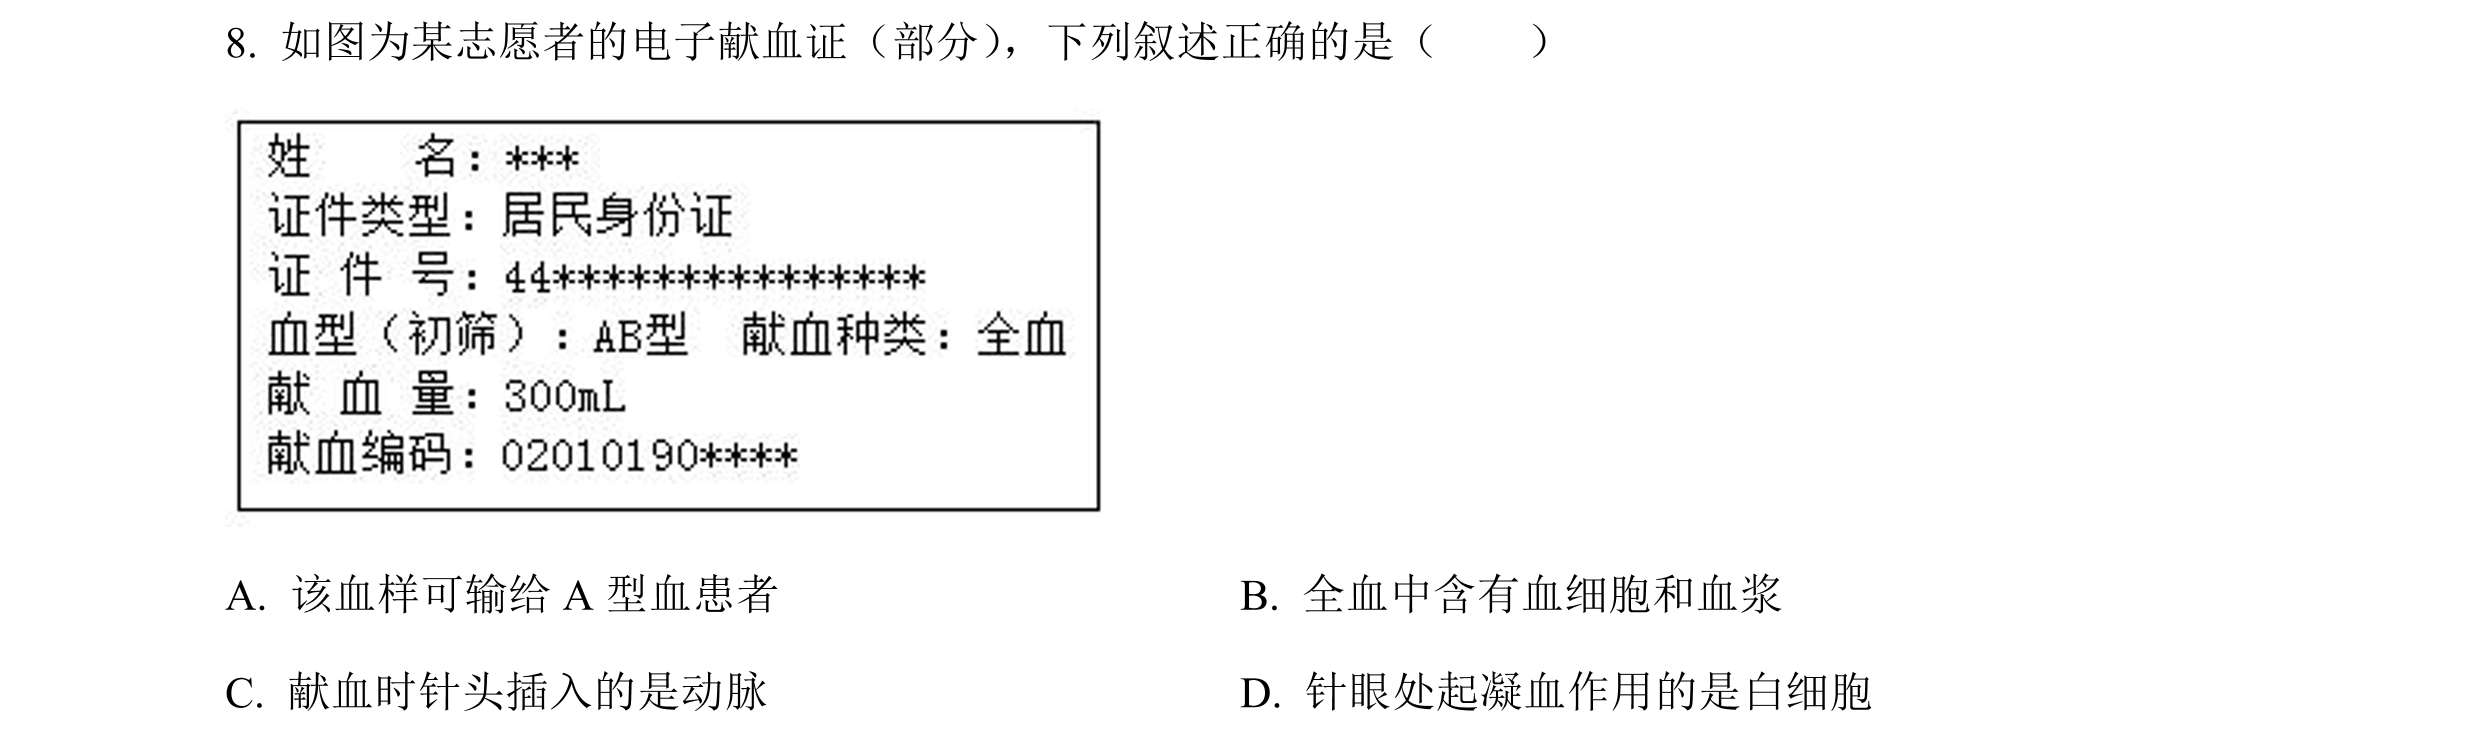 8. 如图为某志愿者的电子献血证（部分），下列叙述正确的是（　　）
姓　　名：***
证件类型：居民身份证
证 件 号：44****************
血型（初筛）：AB型　献血种类：全血
献 血 量：300mL
献血编码：02010190****
A. 该血样可输给 A 型血患者　　B. 全血中含有血细胞和血浆
C. 献血时针头插入的是动脉　　D. 针眼处起凝血作用的是白细胞